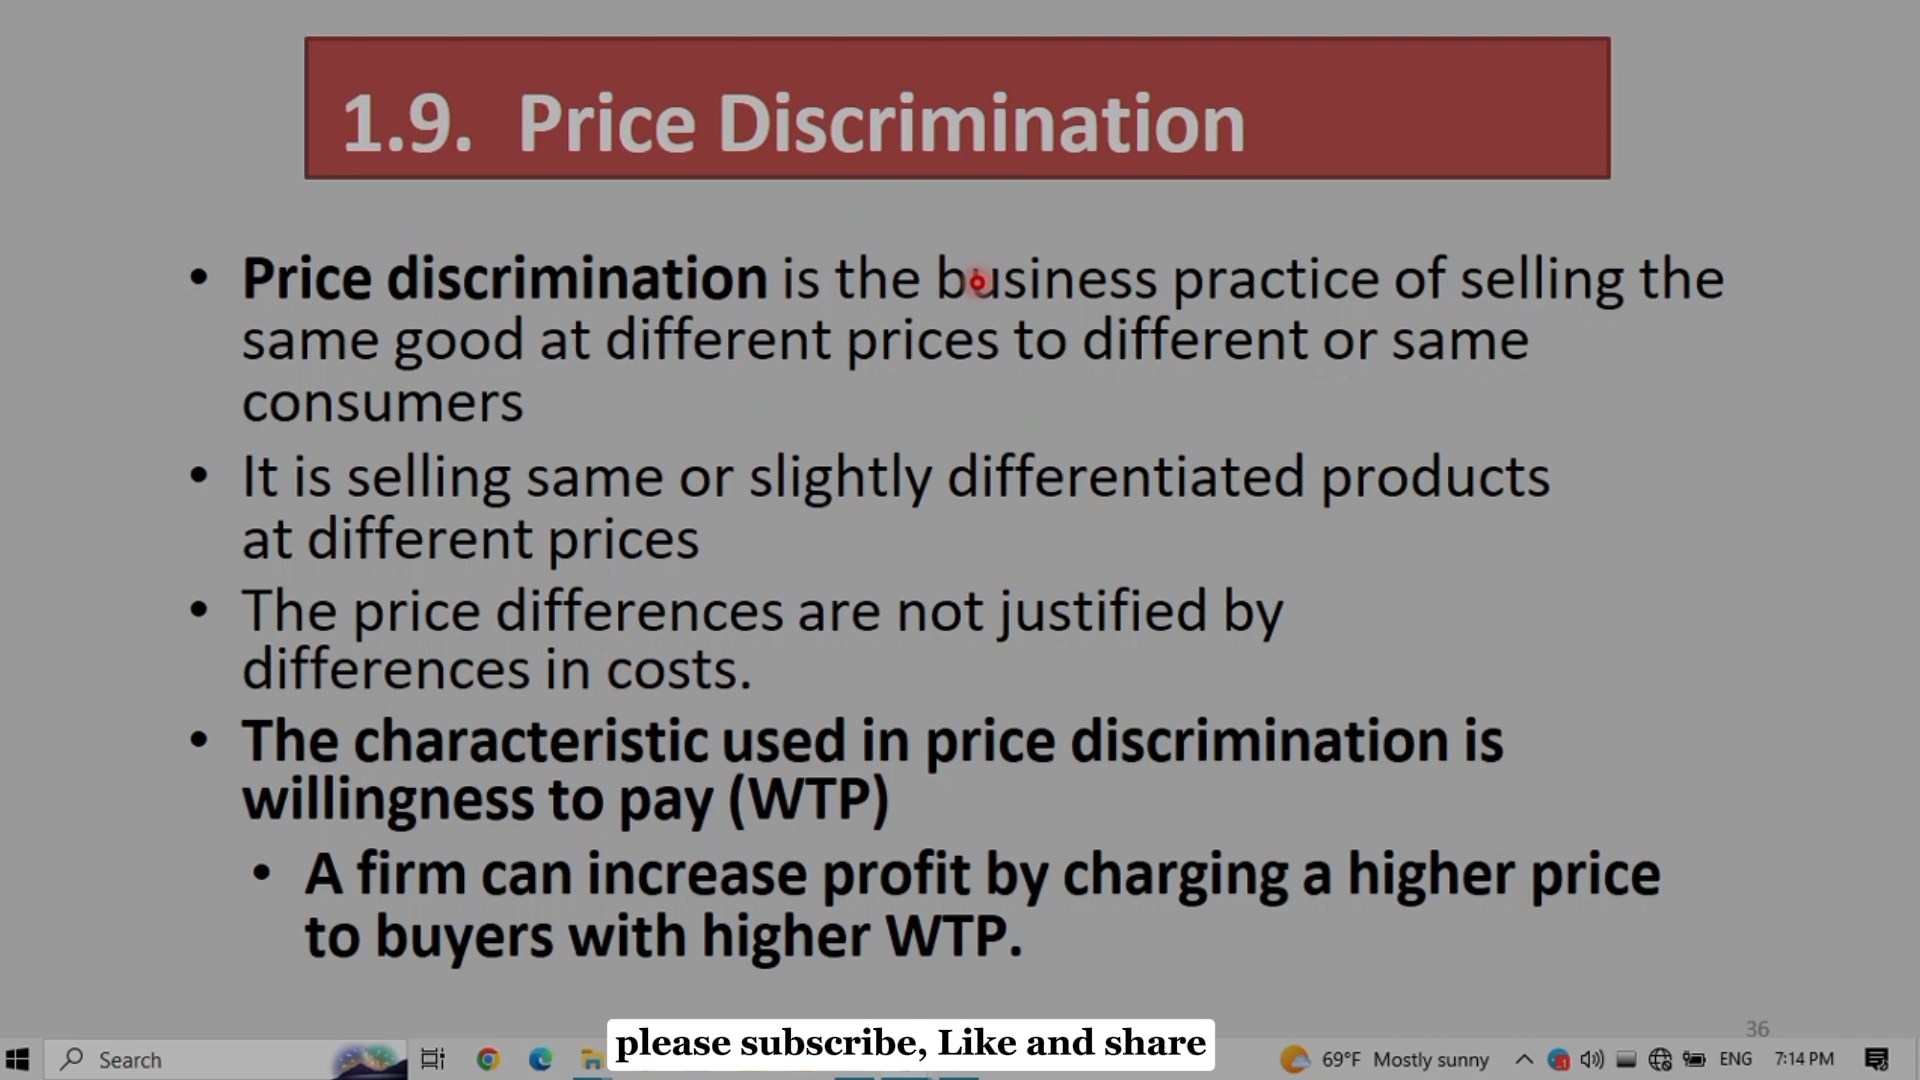 1.9. Price Discrimination
• Price discrimination is the business practice of selling the
same good at different prices to different or same
consumers
• It is selling same or slightly differentiated products
at different prices
• The price differences are not justified by
differences in costs.
• The characteristic used in price discrimination is
willingness to pay (WTP)
• A firm can increase profit by charging a higher price
to buyers with higher WTP.
36
please subscribe, Like and share
Search
69°F Mostly sunny
ENG
7:14 PM